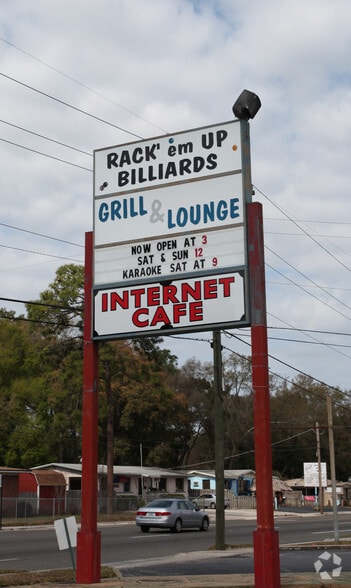 RACK' em UP
BILLIARDS
GRILL & LOUNGE
NOW OPEN AT 3
SAT & SUN 12
KARAOKE SAT AT 9
INTERNET
CAFE